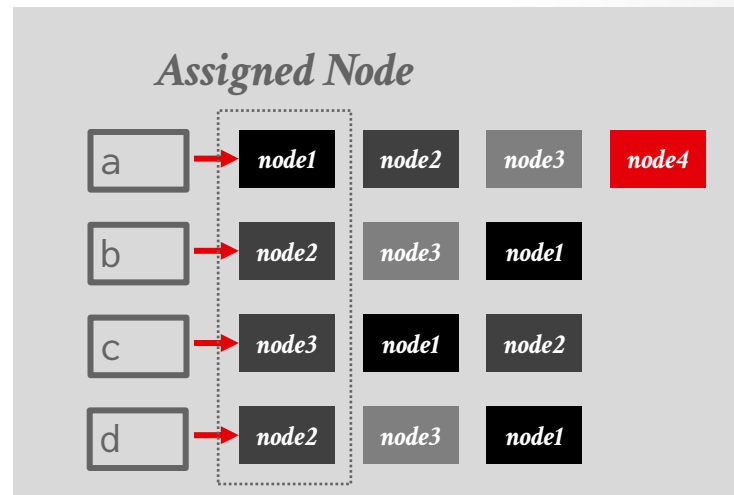 Assigned Node
a node1 node2 node3 node4
b node2 node3 node1
c node3 node1 node2
d node2 node3 node1